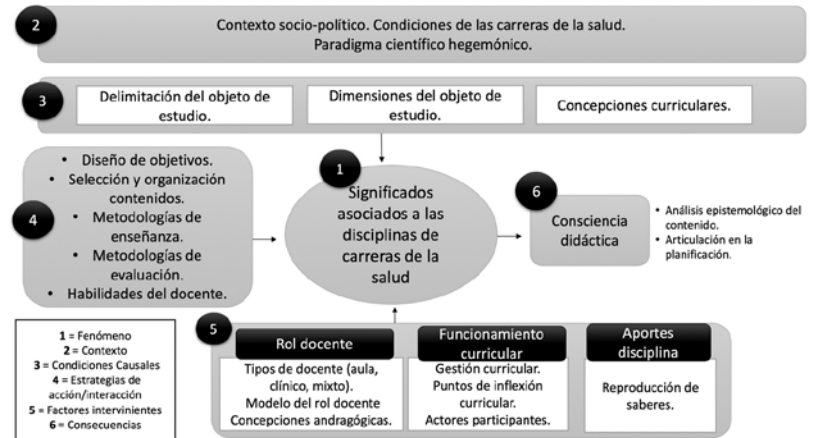 2
Contexto socio-político. Condiciones de las carreras de la salud.
Paradigma científico hegemónico.
3
Delimitación del objeto de
estudio.
Dimensiones del objeto de
estudio.
Concepciones curriculares.
4
• Diseño de objetivos.
• Selección y organización
contenidos.
• Metodologías de
enseñanza.
• Metodologías de
evaluación.
• Habilidades del docente.
1
Significados
asociados a las
disciplinas de
carreras de la
salud
6
Consciencia
didáctica
• Análisis epistemológico del
contenido.
• Articulación en la
planificación.
5
Rol docente
Tipos de docente (aula,
clínico, mixto).
Modelo del rol docente
Concepciones andragógicas.
Funcionamiento
curricular
Gestión curricular.
Puntos de inflexión
curricular.
Actores participantes.
Aportes
disciplina
Reproducción de
saberes.
1 = Fenómeno
2 = Contexto
3 = Condiciones Causales
4 = Estrategias de
acción/interacción
5 = Factores intervinientes
6 = Consecuencias